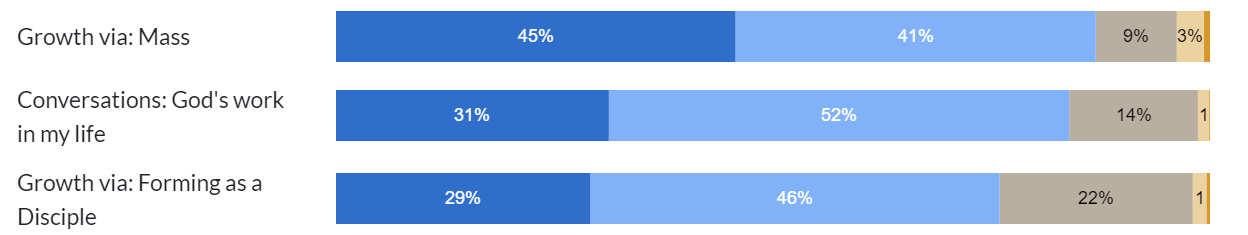 Growth via: Mass
45% 41% 9% 3%
Conversations: God's work
in my life
31% 52% 14% 1
Growth via: Forming as a
Disciple
29% 46% 22% 1